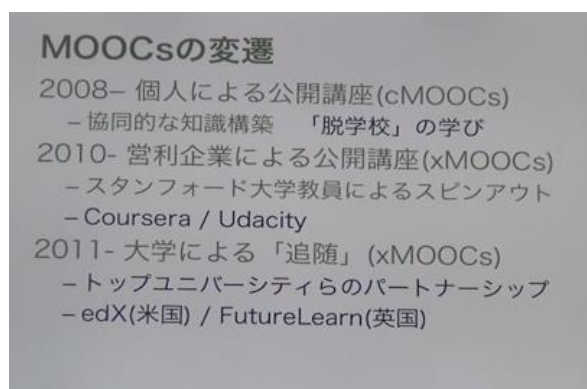 MOOCsの変遷
2008– 個人による公開講座(cMOOCs)
– 協同的な知識構築　「脱学校」の学び
2010- 営利企業による公開講座(xMOOCs)
– スタンフォード大学教員によるスピンアウト
– Coursera / Udacity
2011- 大学による「追随」(xMOOCs)
– トップユニバーシティらのパートナーシップ
– edX(米国) / FutureLearn(英国)